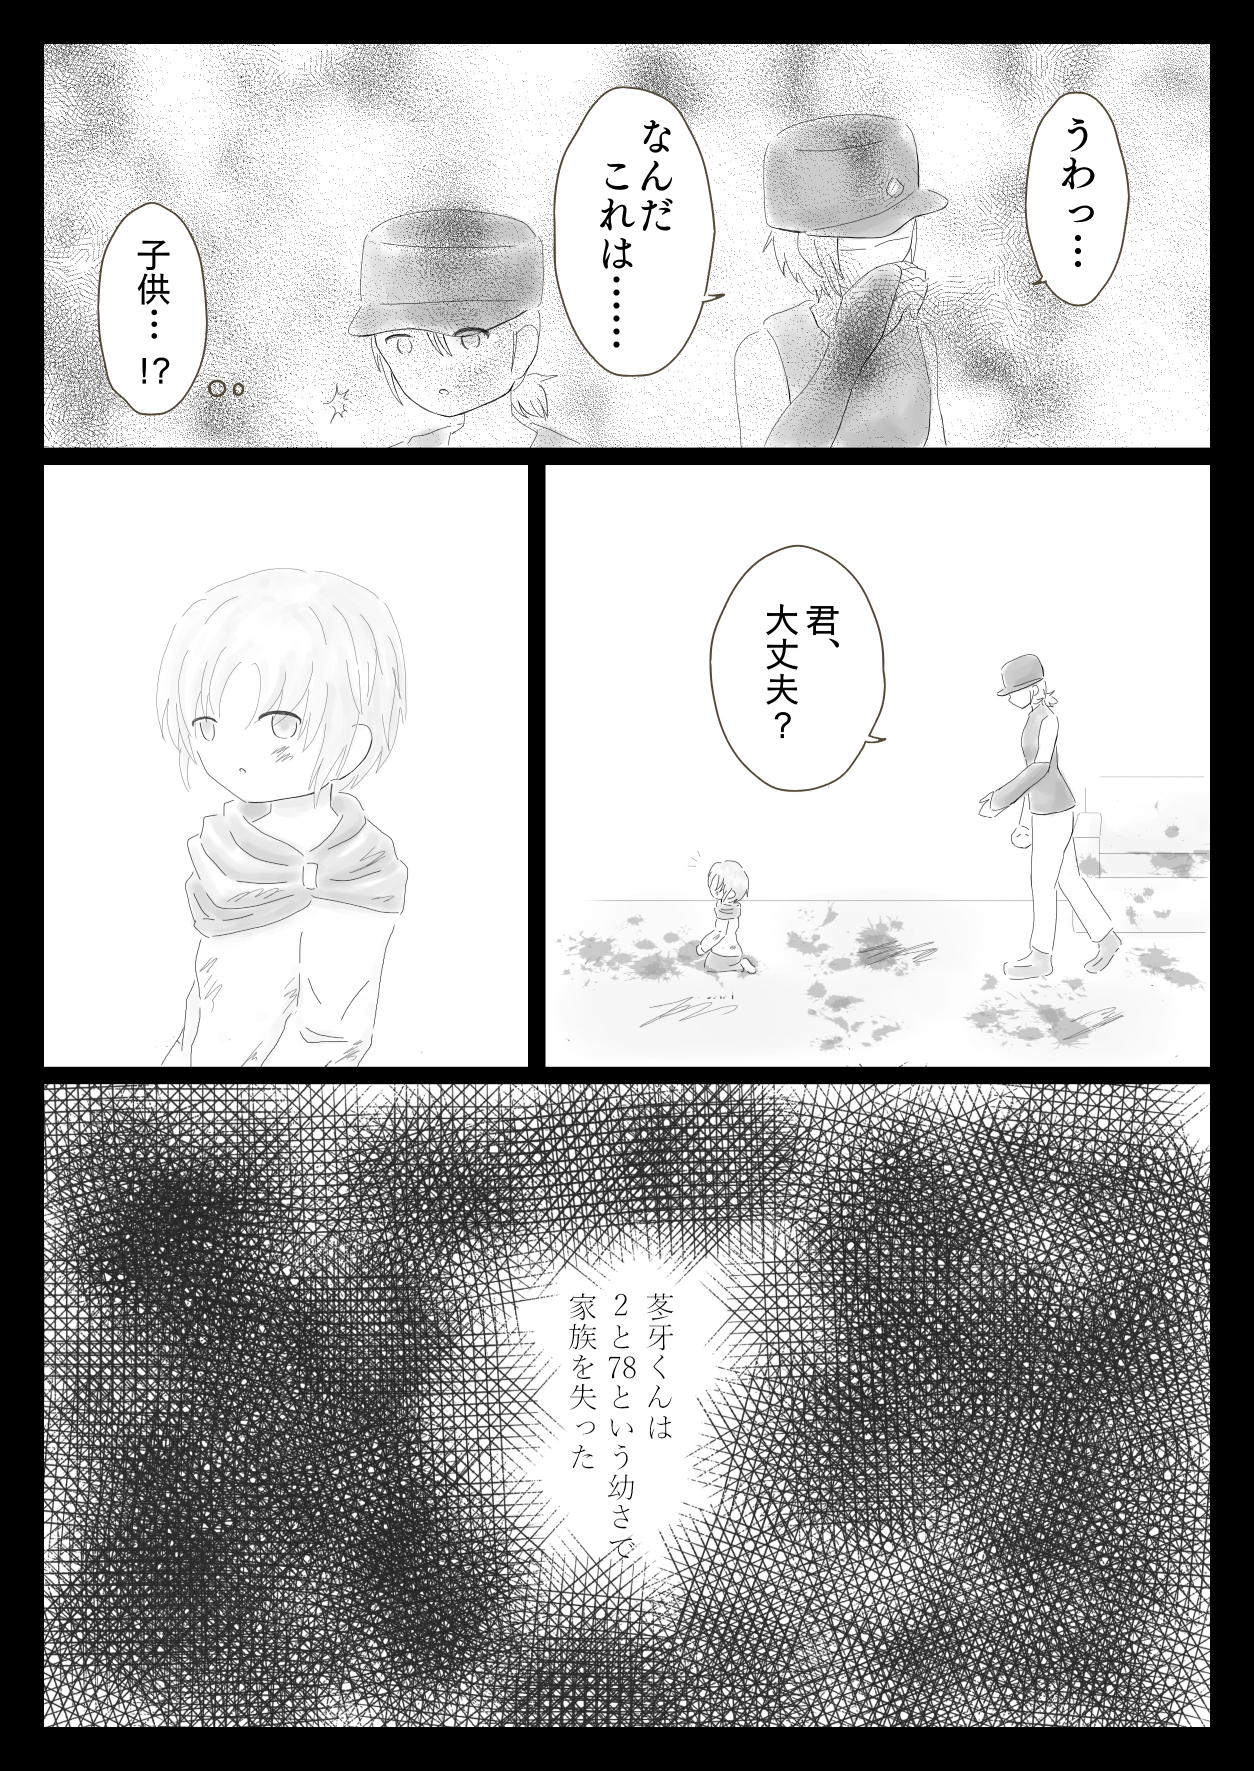 うわっ…
なんだ
これは……
子供…!?
君、
大丈夫?
茎牙くんは
2と78という幼さで
家族を失った